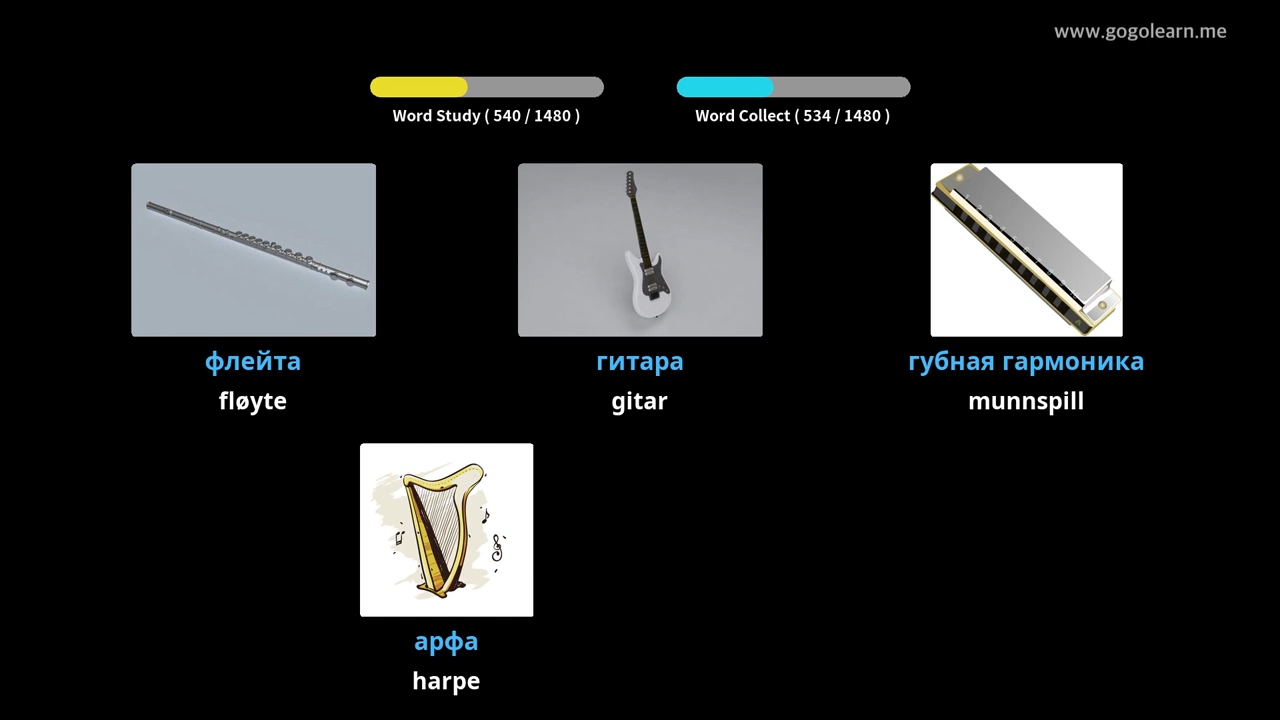 www.gogolearn.me
Word Study ( 540 / 1480 )
Word Collect ( 534 / 1480 )
флейта
fløyte
гитара
gitar
губная гармоника
munnspill
арфа
harpe